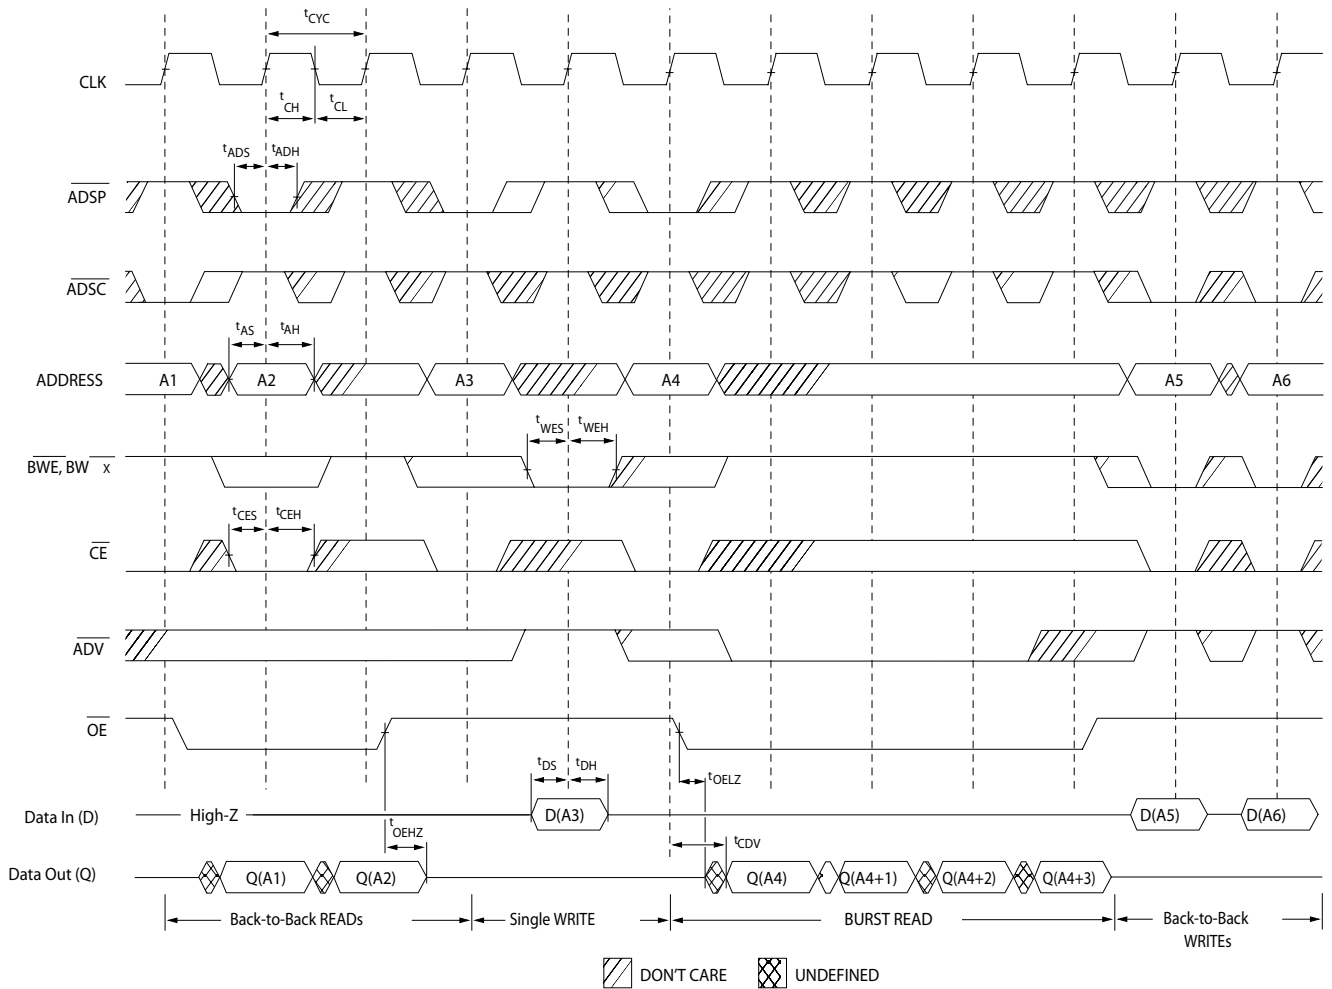 tCYC
CLK
tCH
tCL
tADS
tADH
ADSP
ADSC
tAS
tAH
ADDRESS
A1
A2
A3
A4
A5
A6
tWES
tWEH
BWE, BW x
tCES
tCEH
CE
ADV
OE
tDS
tDH
tOELZ
Data In (D)
High-Z
D(A3)
D(A5)
D(A6)
tOEHZ
tCDV
Data Out (Q)
Q(A1)
Q(A2)
Q(A4)
Q(A4+1)
Q(A4+2)
Q(A4+3)
Back-to-Back READs
Single WRITE
BURST READ
Back-to-Back
WRITEs
DON'T CARE
UNDEFINED